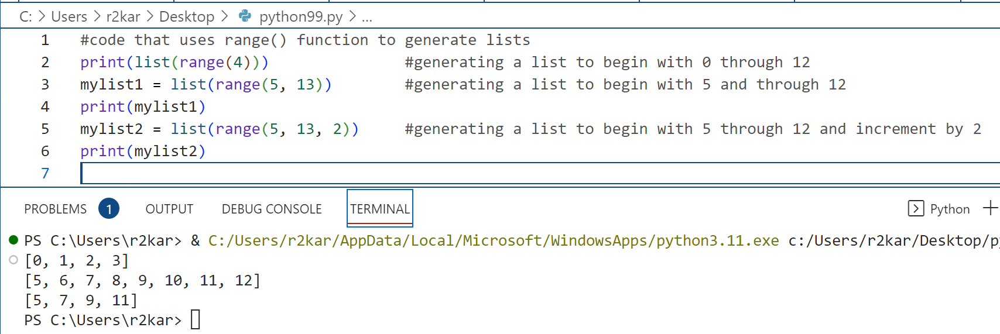 C: > Users > r2kar > Desktop > python99.py > ...
1 #code that uses range() function to generate lists
2 print(list(range(4))) #generating a list to begin with 0 through 12
3 mylist1 = list(range(5, 13)) #generating a list to begin with 5 and through 12
4 print(mylist1)
5 mylist2 = list(range(5, 13, 2)) #generating a list to begin with 5 through 12 and increment by 2
6 print(mylist2)
7
PROBLEMS 1 OUTPUT DEBUG CONSOLE TERMINAL Python +
PS C:\Users\r2kar> & C:/Users/r2kar/AppData/Local/Microsoft/WindowsApps/python3.11.exe c:/Users/r2kar/Desktop/
[0, 1, 2, 3]
[5, 6, 7, 8, 9, 10, 11, 12]
[5, 7, 9, 11]
PS C:\Users\r2kar>